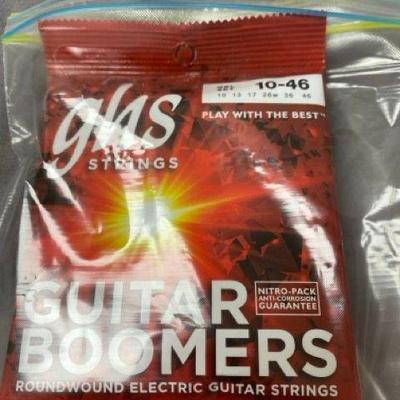 10-46
10 13 17 26w 36 46
ghs
PLAY WITH THE BEST™
STRINGS
GUITAR
NITRO-PACK
ANTI-CORROSION
GUARANTEE
BOOMERS
ROUNDWOUND ELECTRIC GUITAR STRINGS